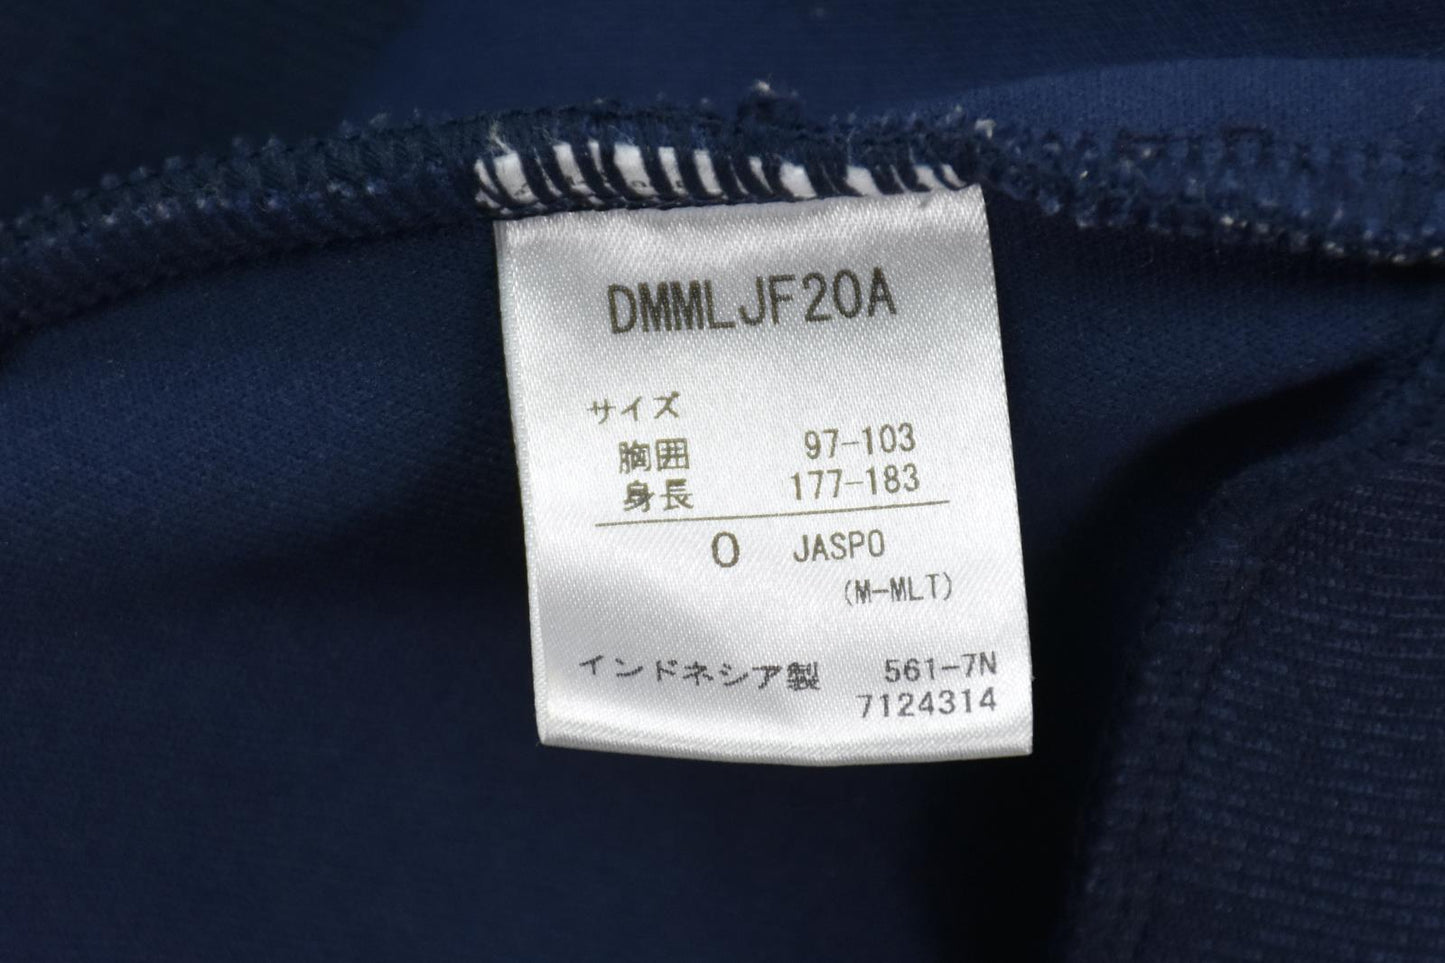 DMMLJF20A
サイズ
胸囲 97-103
身長 177-183
O JASPO
(M-MLT)
インドネシア製 561-7N
7124314